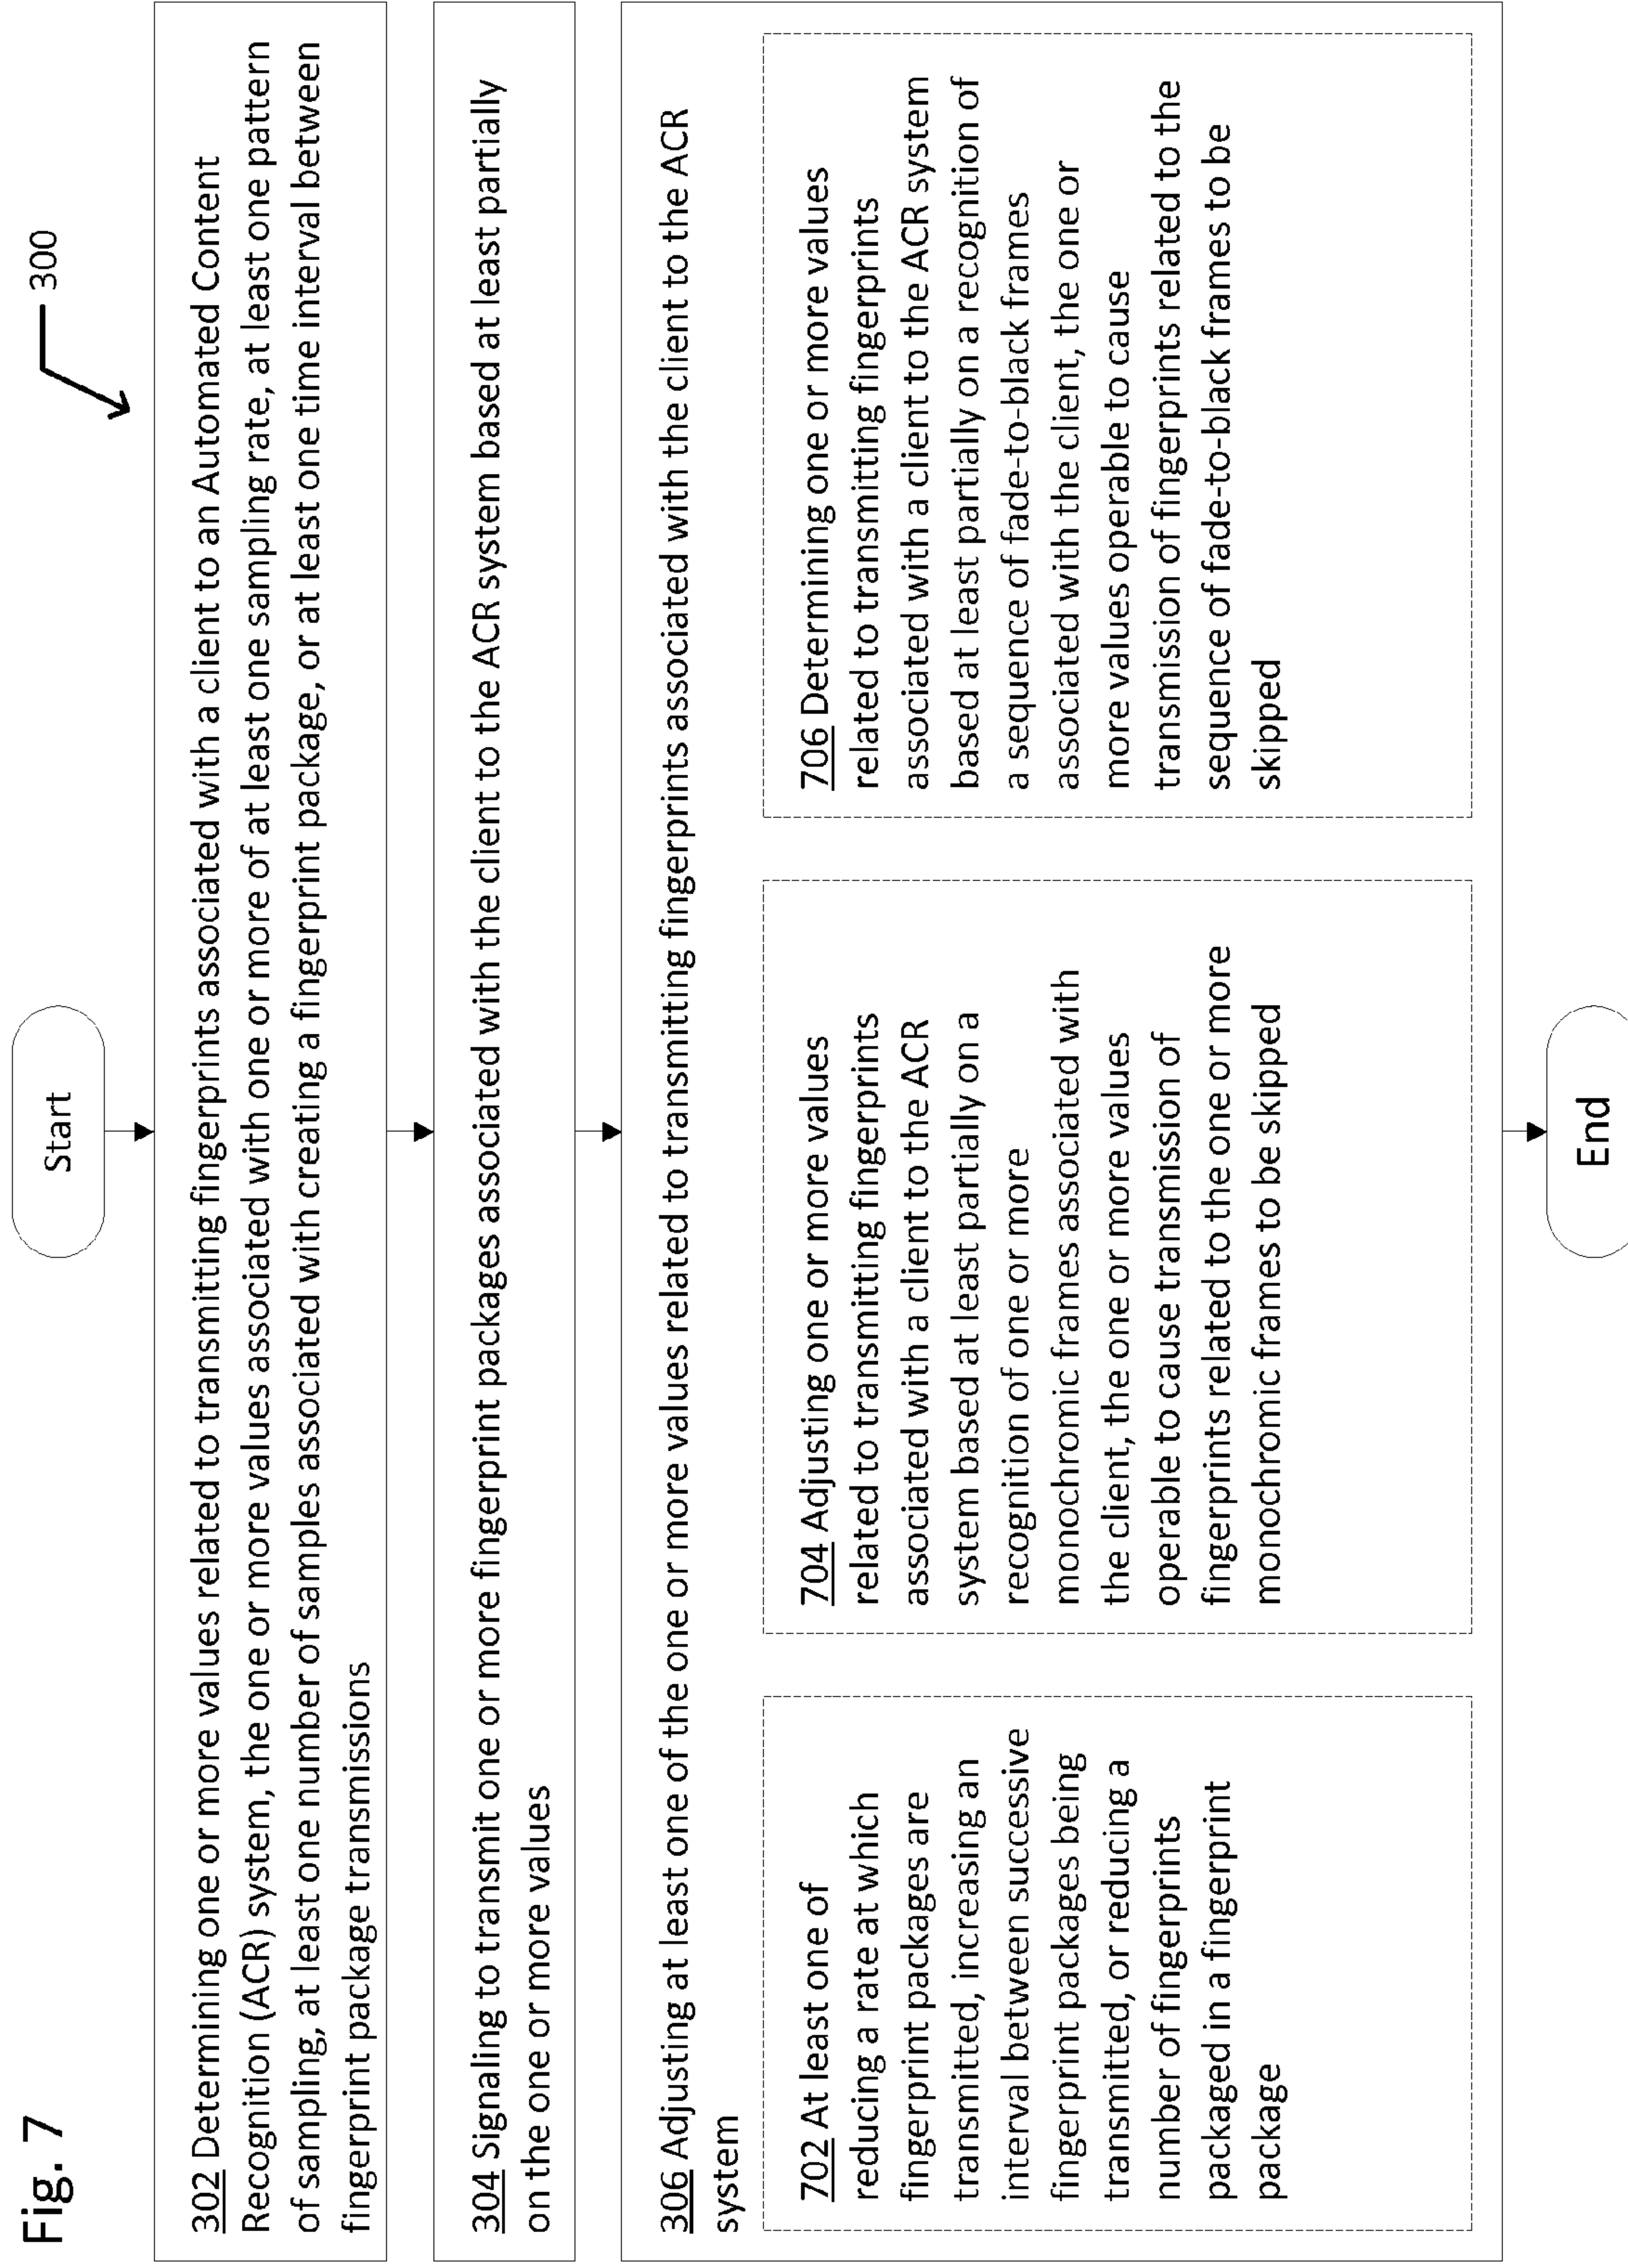 Fig. 7
300
Start
302 Determining one or more values related to transmitting fingerprints associated with a client to an Automated Content
Recognition (ACR) system, the one or more values associated with one or more of at least one sampling rate, at least one pattern
of sampling, at least one number of samples associated with creating a fingerprint package, or at least one time interval between
fingerprint package transmissions
304 Signaling to transmit one or more fingerprint packages associated with the client to the ACR system based at least partially
on the one or more values
306 Adjusting at least one of the one or more values related to transmitting fingerprints associated with the client to the ACR
system
702 At least one of
reducing a rate at which
fingerprint packages are
transmitted, increasing an
interval between successive
fingerprint packages being
transmitted, or reducing a
number of fingerprints
packaged in a fingerprint
package
704 Adjusting one or more values
related to transmitting fingerprints
associated with a client to the ACR
system based at least partially on a
recognition of one or more
monochromic frames associated with
the client, the one or more values
operable to cause transmission of
fingerprints related to the one or more
monochromic frames to be skipped
706 Determining one or more values
related to transmitting fingerprints
associated with a client to the ACR system
based at least partially on a recognition of
a sequence of fade-to-black frames
associated with the client, the one or
more values operable to cause
transmission of fingerprints related to the
sequence of fade-to-black frames to be
skipped
End